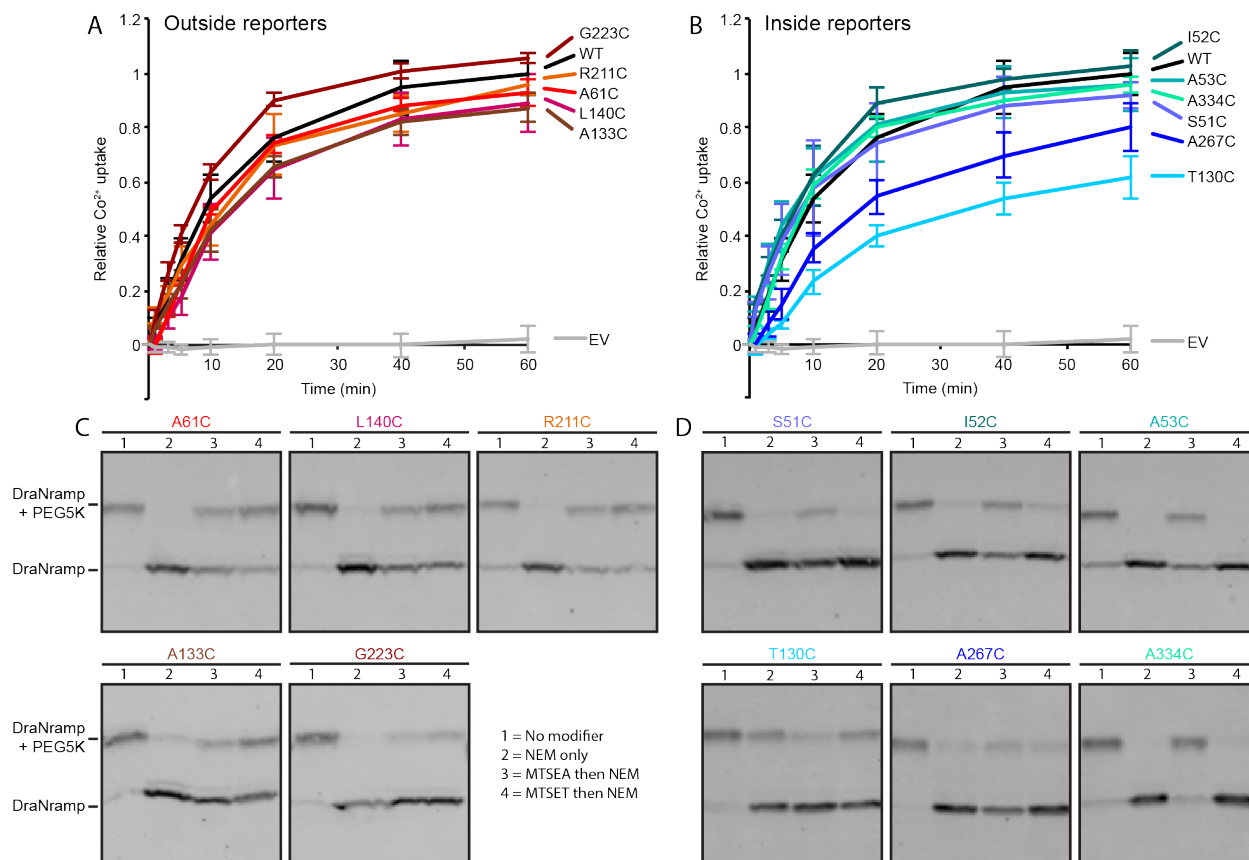 A Outside reporters
1.2
1
0.8
0.6
0.4
0.2
0
Relative Co²⁺ uptake
10 20 30 40 50 60
Time (min)
G223C
WT
R211C
A61C
L140C
A133C
EV
B Inside reporters
1.2
1
0.8
0.6
0.4
0.2
0
Relative Co²⁺ uptake
10 20 30 40 50 60
Time (min)
I52C
WT
A53C
A334C
S51C
A267C
T130C
EV
C
A61C L140C R211C
1 2 3 4 1 2 3 4 1 2 3 4
DraNramp
+ PEG5K
DraNramp
A133C G223C
1 2 3 4 1 2 3 4
DraNramp
+ PEG5K
DraNramp
1 = No modifier
2 = NEM only
3 = MTSEA then NEM
4 = MTSET then NEM
D
S51C I52C A53C
1 2 3 4 1 2 3 4 1 2 3 4
T130C A267C A334C
1 2 3 4 1 2 3 4 1 2 3 4